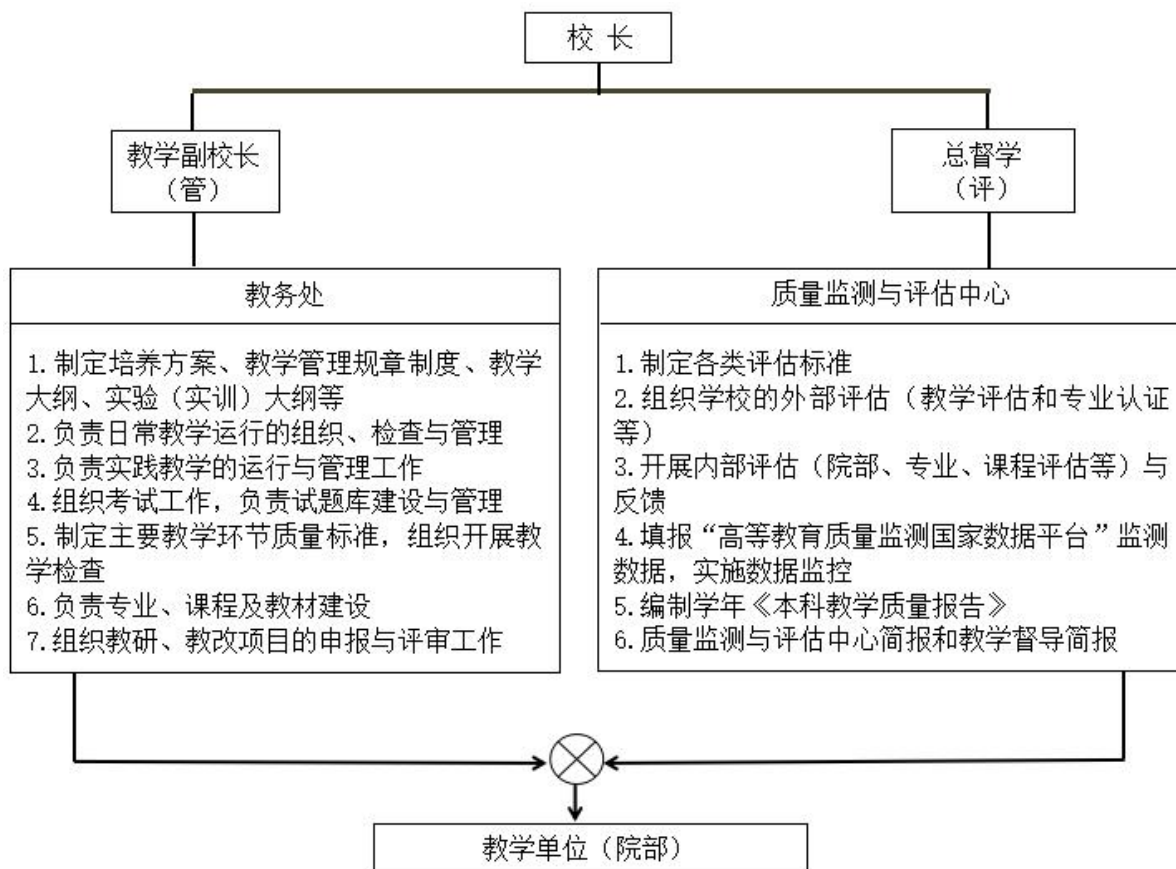 校 长
教学副校长
（管）
总督学
（评）
教务处
1.制定培养方案、教学管理规章制度、教学
大纲、实验（实训）大纲等
2.负责日常教学运行的组织、检查与管理
3.负责实践教学的运行与管理工作
4.组织考试工作，负责试题库建设与管理
5.制定主要教学环节质量标准，组织开展教
学检查
6.负责专业、课程及教材建设
7.组织教研、教改项目的申报与评审工作
质量监测与评估中心
1.制定各类评估标准
2.组织学校的外部评估（教学评估和专业认证
等）
3.开展内部评估（院部、专业、课程评估等）与
反馈
4.填报“高等教育质量监测国家数据平台”监测
数据，实施数据监控
5.编制学年《本科教学质量报告》
6.质量监测与评估中心简报和教学督导简报
教学单位（院部）